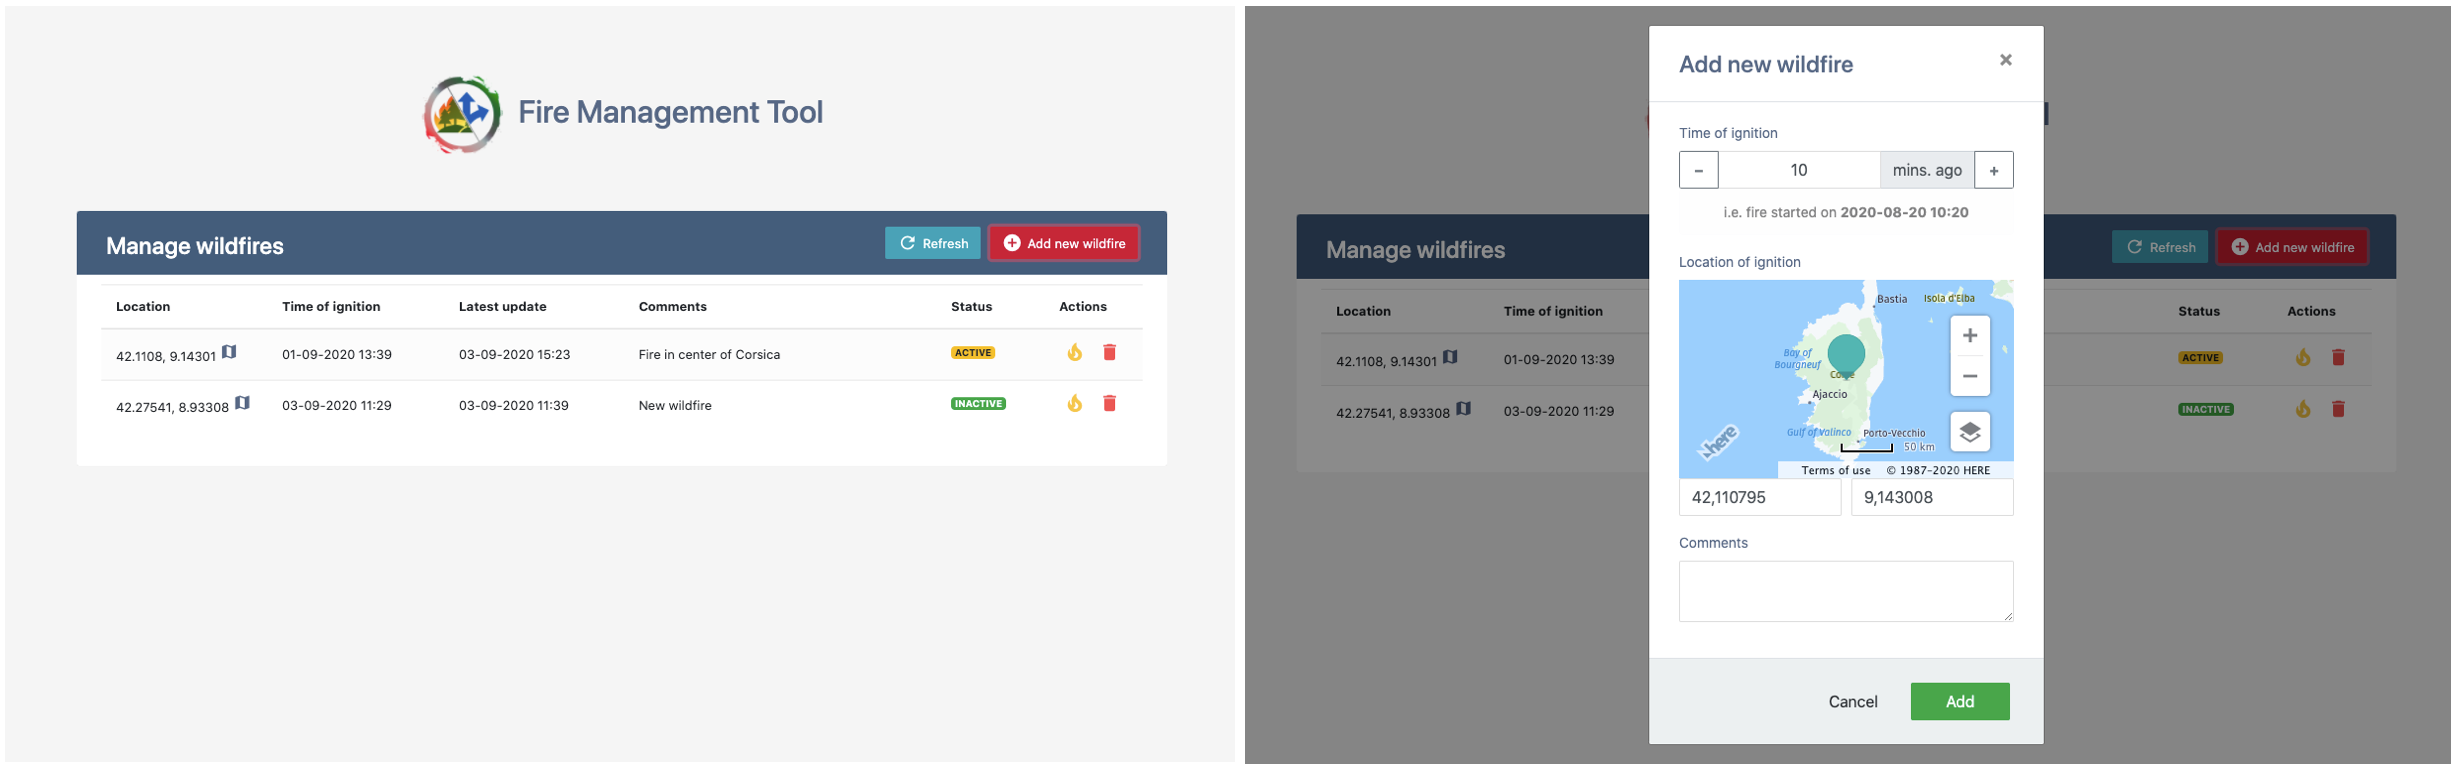 Fire Management Tool
Manage wildfires
Refresh
Add new wildfire
Location Time of ignition Latest update Comments Status Actions
42.1108, 9.14301 01-09-2020 13:39 03-09-2020 15:23 Fire in center of Corsica ACTIVE
42.27541, 8.93308 03-09-2020 11:29 03-09-2020 11:39 New wildfire INACTIVE
Manage wildfires
Refresh
Add new wildfire
Location Time of ignition Status Actions
42.1108, 9.14301 01-09-2020 13:39 ACTIVE
42.27541, 8.93308 03-09-2020 11:29 INACTIVE
Add new wildfire
×
Time of ignition
− 10 mins. ago +
i.e. fire started on 2020-08-20 10:20
Location of ignition
Bastia
Isola d'Elba
Bay of
Bourgneuf
Ajaccio
Gulf of Valinco
Porto-Vecchio
50 km
here
Terms of use © 1987–2020 HERE
42,110795 9,143008
Comments
Cancel Add